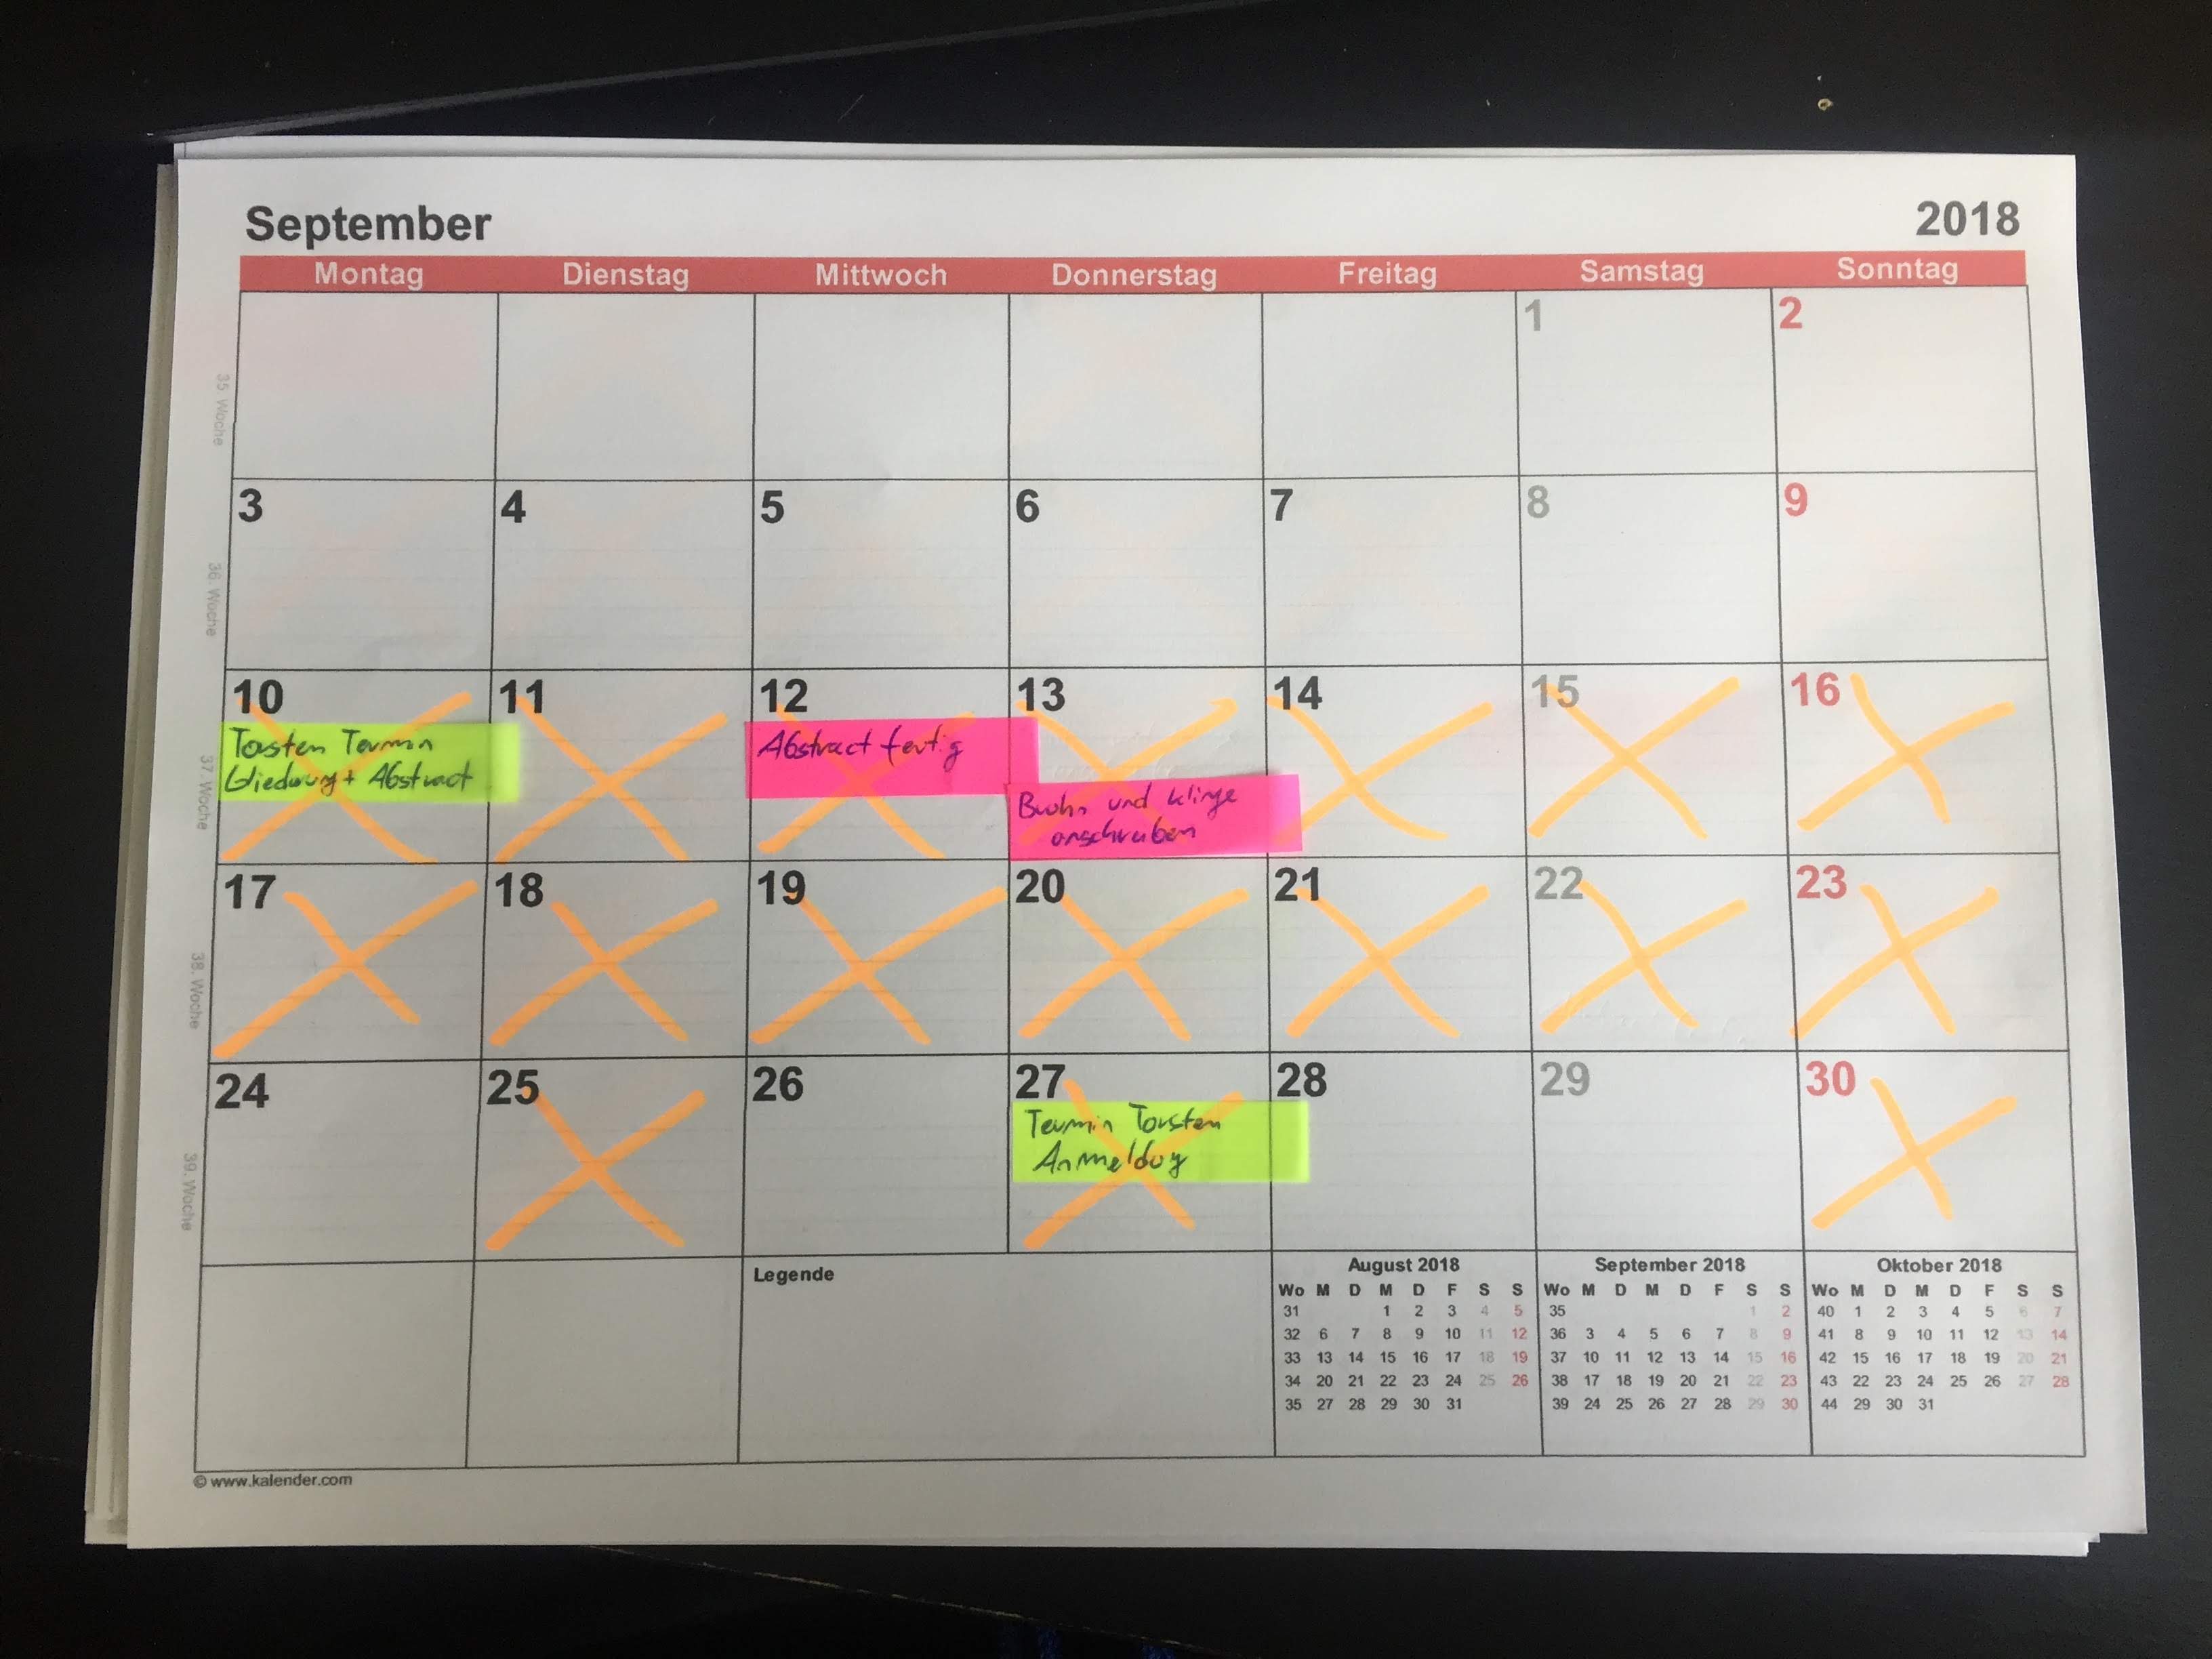 September 2018
Montag Dienstag Mittwoch Donnerstag Freitag Samstag Sonntag
35. Woche
1 2
36. Woche
3 4 5 6 7 8 9
37. Woche
10 11 12 13 14 15 16
Torsten Termin
Gliederung + Abstract
Abstract fertig
und Klinge
anschreiben
38. Woche
17 18 19 20 21 22 23
39. Woche
24 25 26 27 28 29 30
Termin Torsten
Anmeldung
Legende
August 2018
Wo M D M D F S S
31 1 2 3 4 5
32 6 7 8 9 10 11 12
33 13 14 15 16 17 18 19
34 20 21 22 23 24 25 26
35 27 28 29 30 31
September 2018
Wo M D M D F S S
35 1 2
36 3 4 5 6 7 8 9
37 10 11 12 13 14 15 16
38 17 18 19 20 21 22 23
39 24 25 26 27 28 29 30
Oktober 2018
Wo M D M D F S S
40 1 2 3 4 5 6 7
41 8 9 10 11 12 13 14
42 15 16 17 18 19 20 21
43 22 23 24 25 26 27 28
44 29 30 31
© www.kalender.com